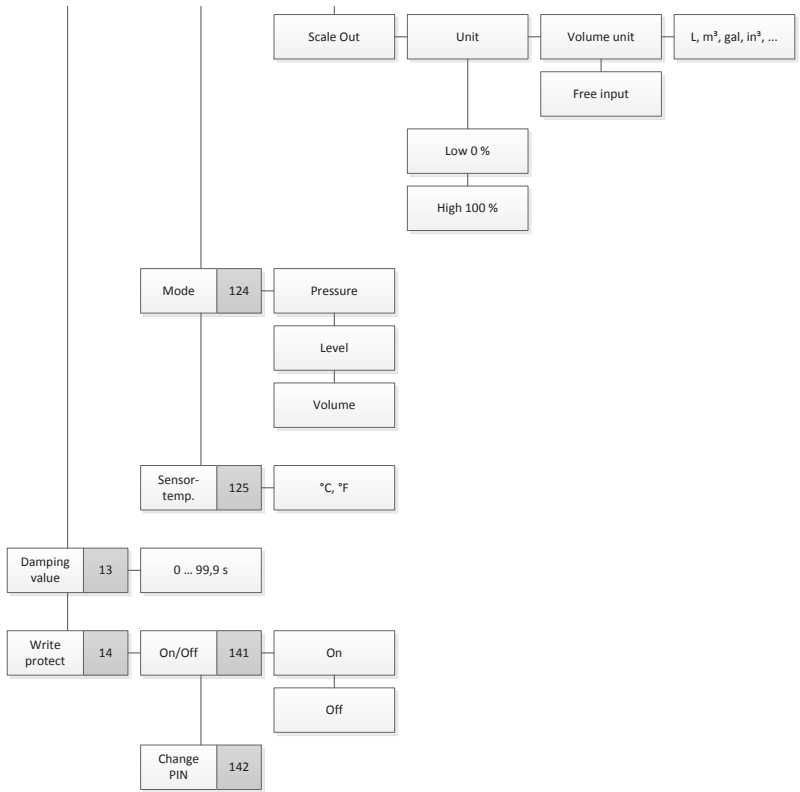 Scale Out
Unit
Volume unit
L, m³, gal, in³, ...
Free input
Low 0 %
High 100 %
Mode
124
Pressure
Level
Volume
Sensor-
temp.
125
°C, °F
Damping
value
13
0 ... 99,9 s
Write
protect
14
On/Off
141
On
Off
Change
PIN
142